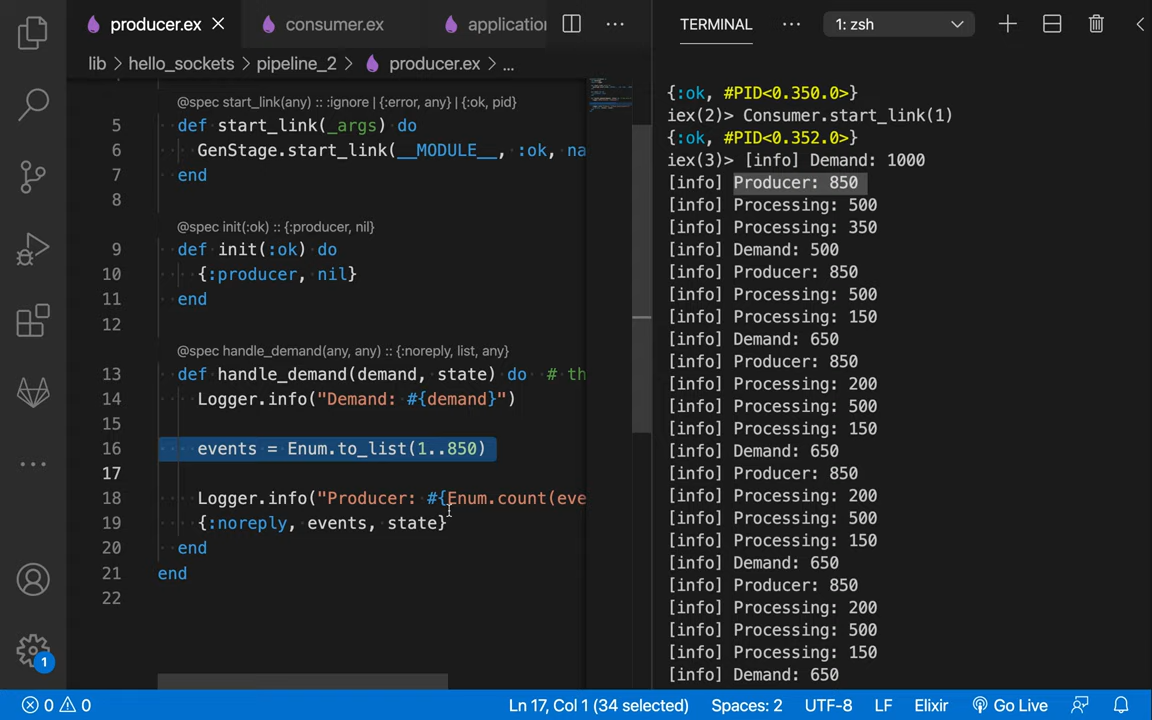 producer.ex
consumer.ex
application
lib > hello_sockets > pipeline_2 > producer.ex > ...
@spec start_link(any) :: :ignore | {:error, any} | {:ok, pid}
5 def start_link(_args) do
6 GenStage.start_link(__MODULE__, :ok, na
7 end
8
@spec init(:ok) :: {:producer, nil}
9 def init(:ok) do
10 {:producer, nil}
11 end
12
@spec handle_demand(any, any) :: {:noreply, list, any}
13 def handle_demand(demand, state) do # th
14 Logger.info("Demand: #{demand}")
15
16 events = Enum.to_list(1..850)
17
18 Logger.info("Producer: #{Enum.count(eve
19 {:noreply, events, state}
20 end
21 end
22
TERMINAL ... 1: zsh
{:ok, #PID<0.350.0>}
iex(2)> Consumer.start_link(1)
{:ok, #PID<0.352.0>}
iex(3)> [info] Demand: 1000
[info] Producer: 850
[info] Processing: 500
[info] Processing: 350
[info] Demand: 500
[info] Producer: 850
[info] Processing: 500
[info] Processing: 150
[info] Demand: 650
[info] Producer: 850
[info] Processing: 200
[info] Processing: 500
[info] Processing: 150
[info] Demand: 650
[info] Producer: 850
[info] Processing: 200
[info] Processing: 500
[info] Processing: 150
[info] Demand: 650
[info] Producer: 850
[info] Processing: 200
[info] Processing: 500
[info] Processing: 150
[info] Demand: 650
1
0 0 Ln 17, Col 1 (34 selected) Spaces: 2 UTF-8 LF Elixir Go Live